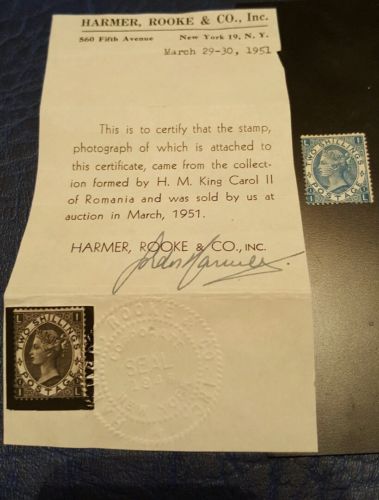 HARMER, ROOKE & CO., Inc.
560 Fifth Avenue New York 19, N. Y.
March 29-30, 1951
This is to certify that the stamp,
photograph of which is attached to
this certificate, came from the collect-
ion formed by H. M. King Carol II
of Romania and was sold by us at
auction in March, 1951.
HARMER, ROOKE & CO., INC.
TWO SHILLINGS
POSTAGE
L I
I L
SEAL
TWO SHILLINGS
POSTAGE
L I
I L